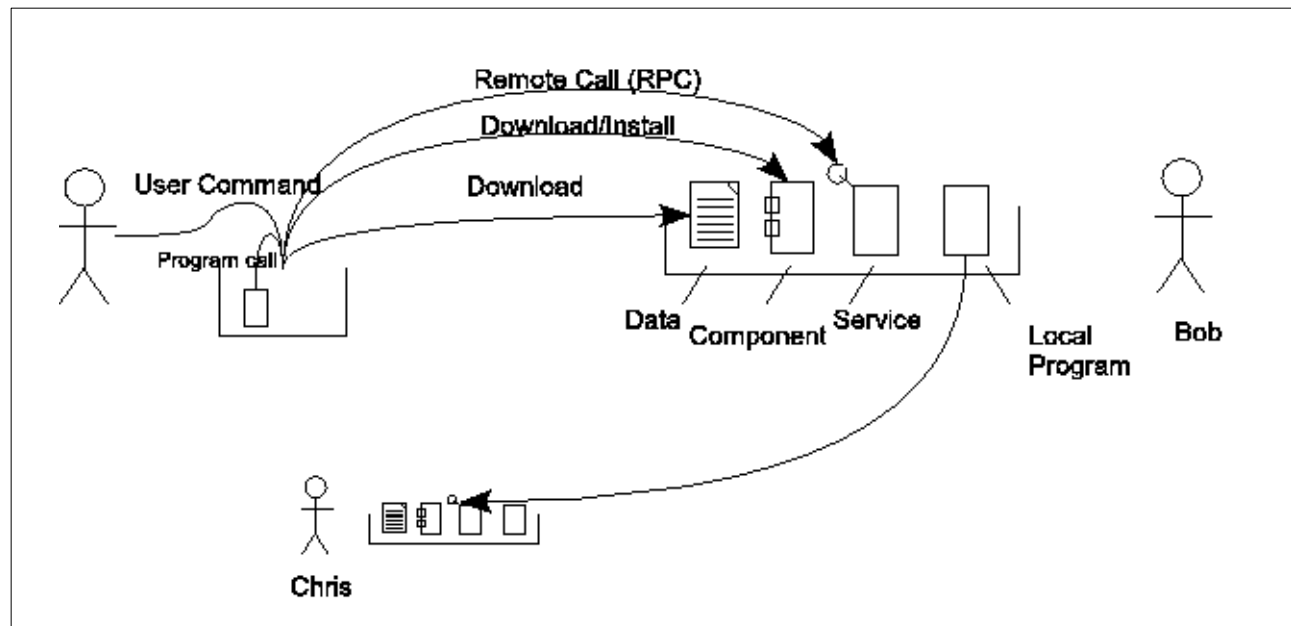 Remote Call (RPC)
Download/Install
User Command
Download
Program call
Data
Component
Service
Local
Program
Bob
Chris